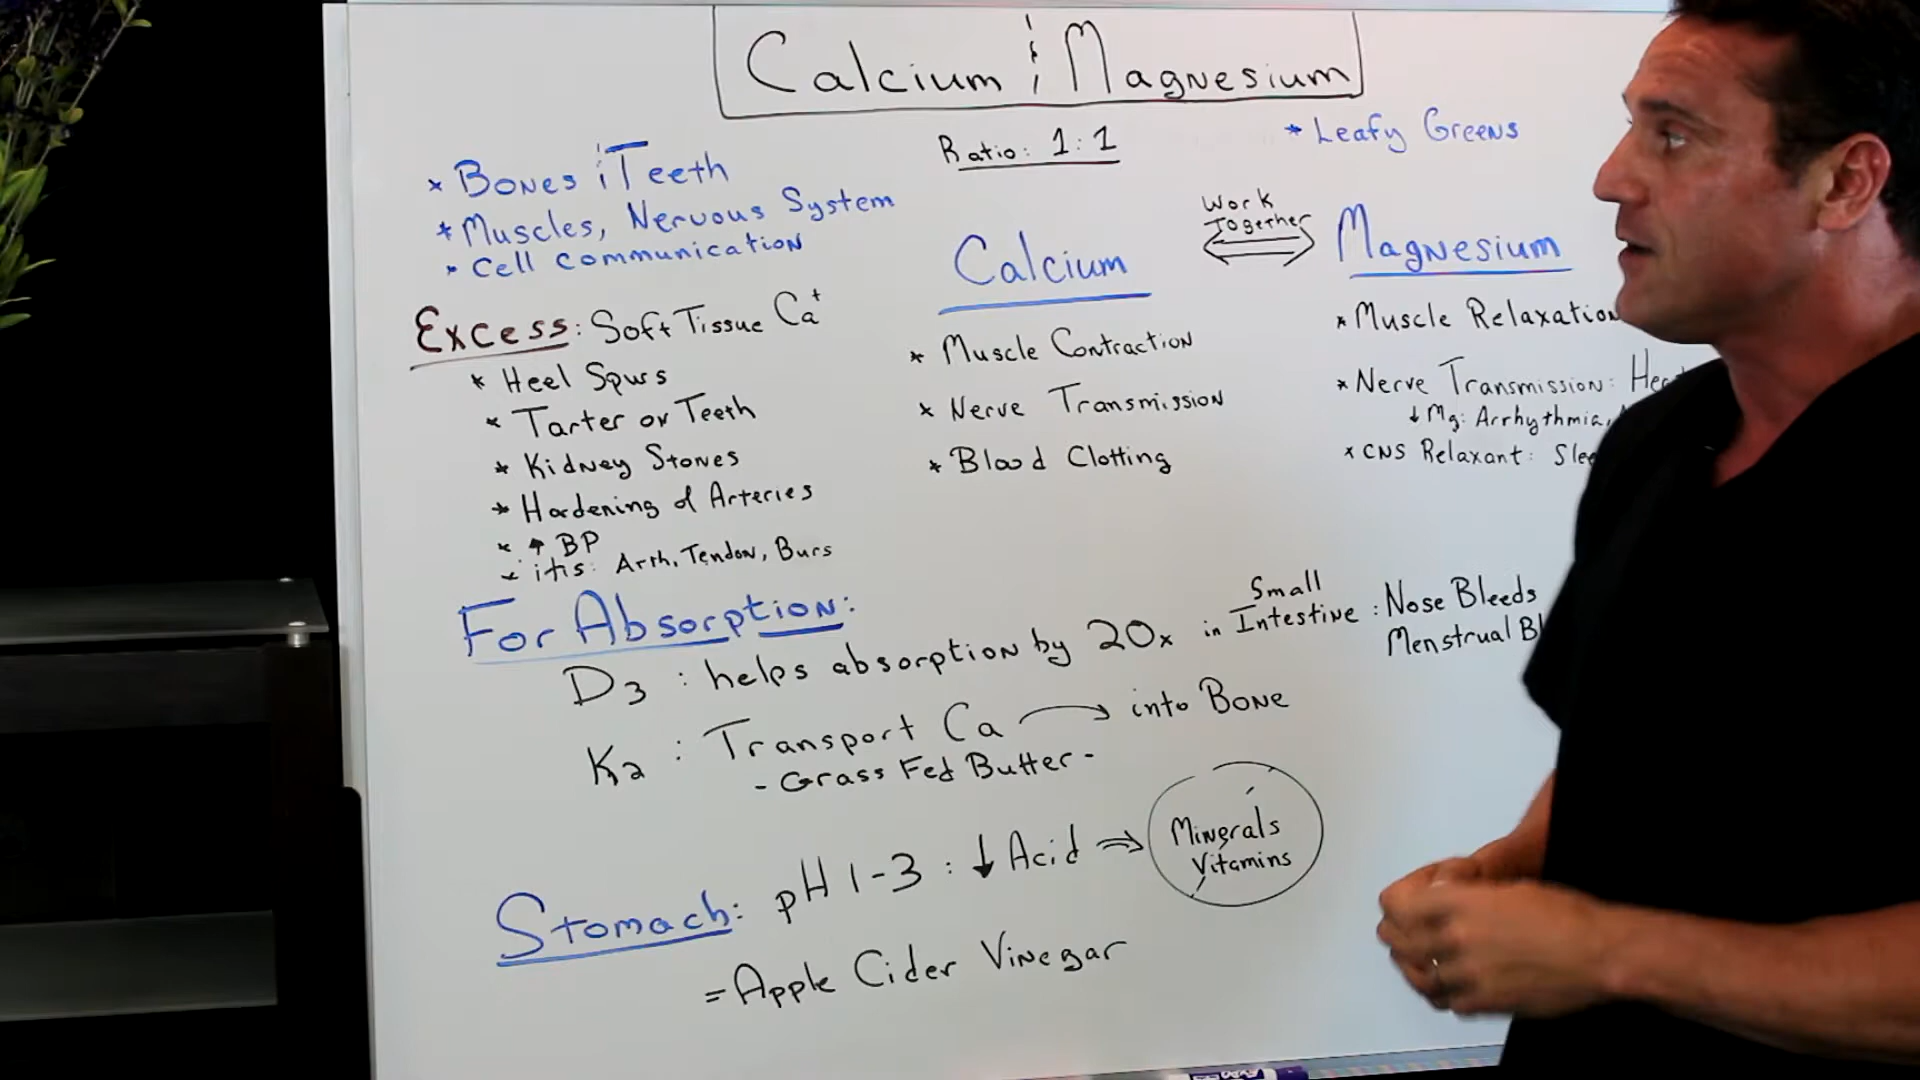 Calcium & Magnesium
Ratio: 1:1
* Leafy Greens
* Bones & Teeth
* Muscles, Nervous System
* Cell communication
Excess: Soft Tissue Ca+
* Heel Spurs
* Tarter on Teeth
* Kidney Stones
* Hardening of Arteries
* ↑ BP
* itis: Arth, Tendon, Burs
Calcium
* Muscle Contraction
* Nerve Transmission
* Blood Clotting
Work
Together
Magnesium
* Muscle Relaxation
* Nerve Transmission:
↓ Mg: Arrhythmia,
* CNS Relaxant:
For Absorption:
D3 : helps absorption by 20x in Small Intestine : Nose Bleeds
Menstrual
K2 : Transport Ca → into Bone
- Grass Fed Butter -
Stomach: pH 1-3 : ↓ Acid ⇒ Minerals
Vitamins
= Apple Cider Vinegar